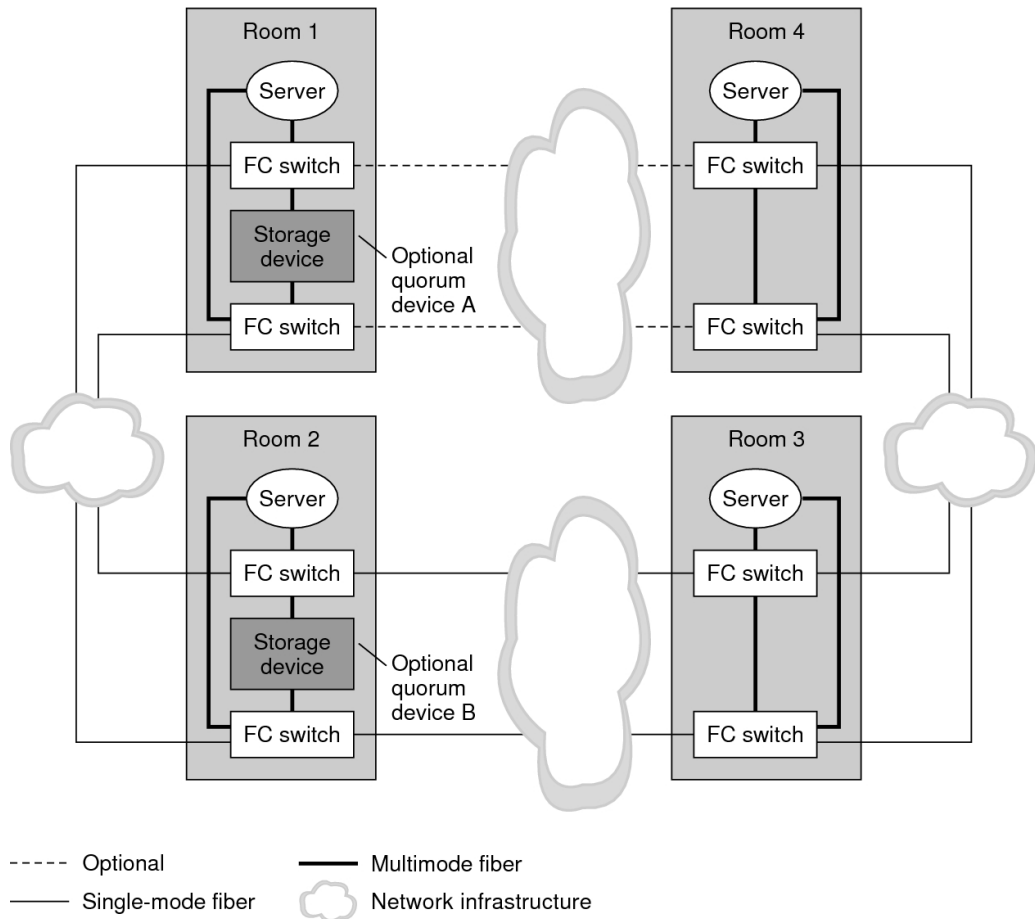 Room 1
Server
FC switch
Storage
device
Optional
quorum
device A
FC switch
Room 4
Server
FC switch
FC switch
Room 2
Server
FC switch
Storage
device
Optional
quorum
device B
FC switch
Room 3
Server
FC switch
FC switch
Optional
Multimode fiber
Single-mode fiber
Network infrastructure